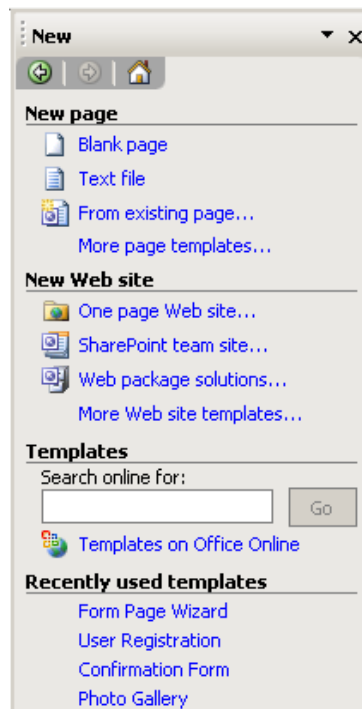 New
New page
Blank page
Text file
From existing page...
More page templates...
New Web site
One page Web site...
SharePoint team site...
Web package solutions...
More Web site templates...
Templates
Search online for:
Go
Templates on Office Online
Recently used templates
Form Page Wizard
User Registration
Confirmation Form
Photo Gallery